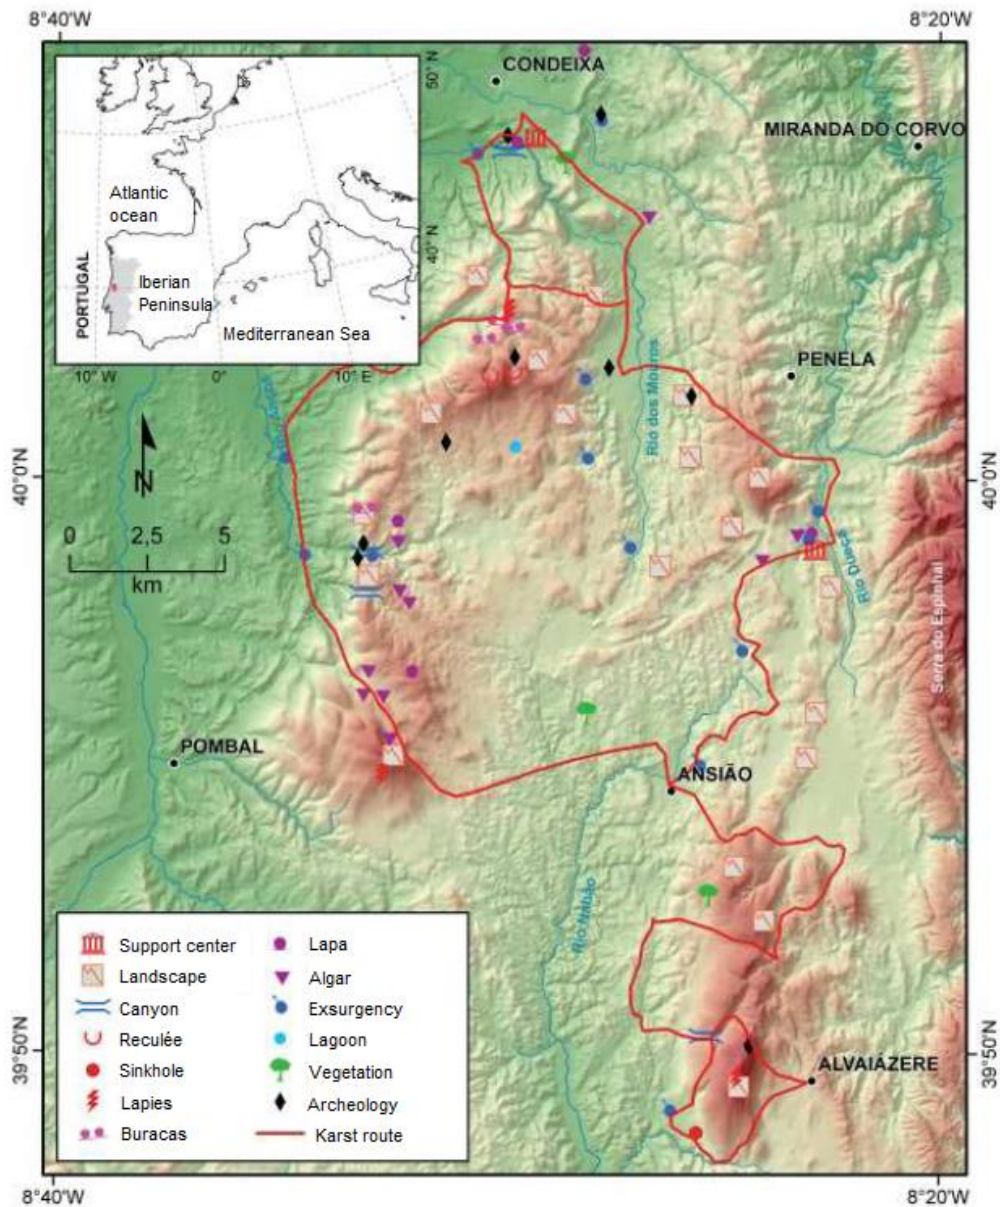 8°40'W
8°20'W
CONDEIXA
50° N
MIRANDA DO CORVO
Atlantic
ocean
40° N
PORTUGAL
Iberian
Peninsula
Mediterranean Sea
10° W
0°
10° E
PENELA
Rio dos Mouros
40°0'N
40°0'N
N
0
2,5
5
km
Rio Dueça
Serra do Espinhal
POMBAL
ANSIÃO
Rio Nabão
Support center
Landscape
Canyon
Reculée
Sinkhole
Lapies
Buracas
Lapa
Algar
Exsurgency
Lagoon
Vegetation
Archeology
Karst route
39°50'N
39°50'N
ALVAIÁZERE
8°40'W
8°20'W